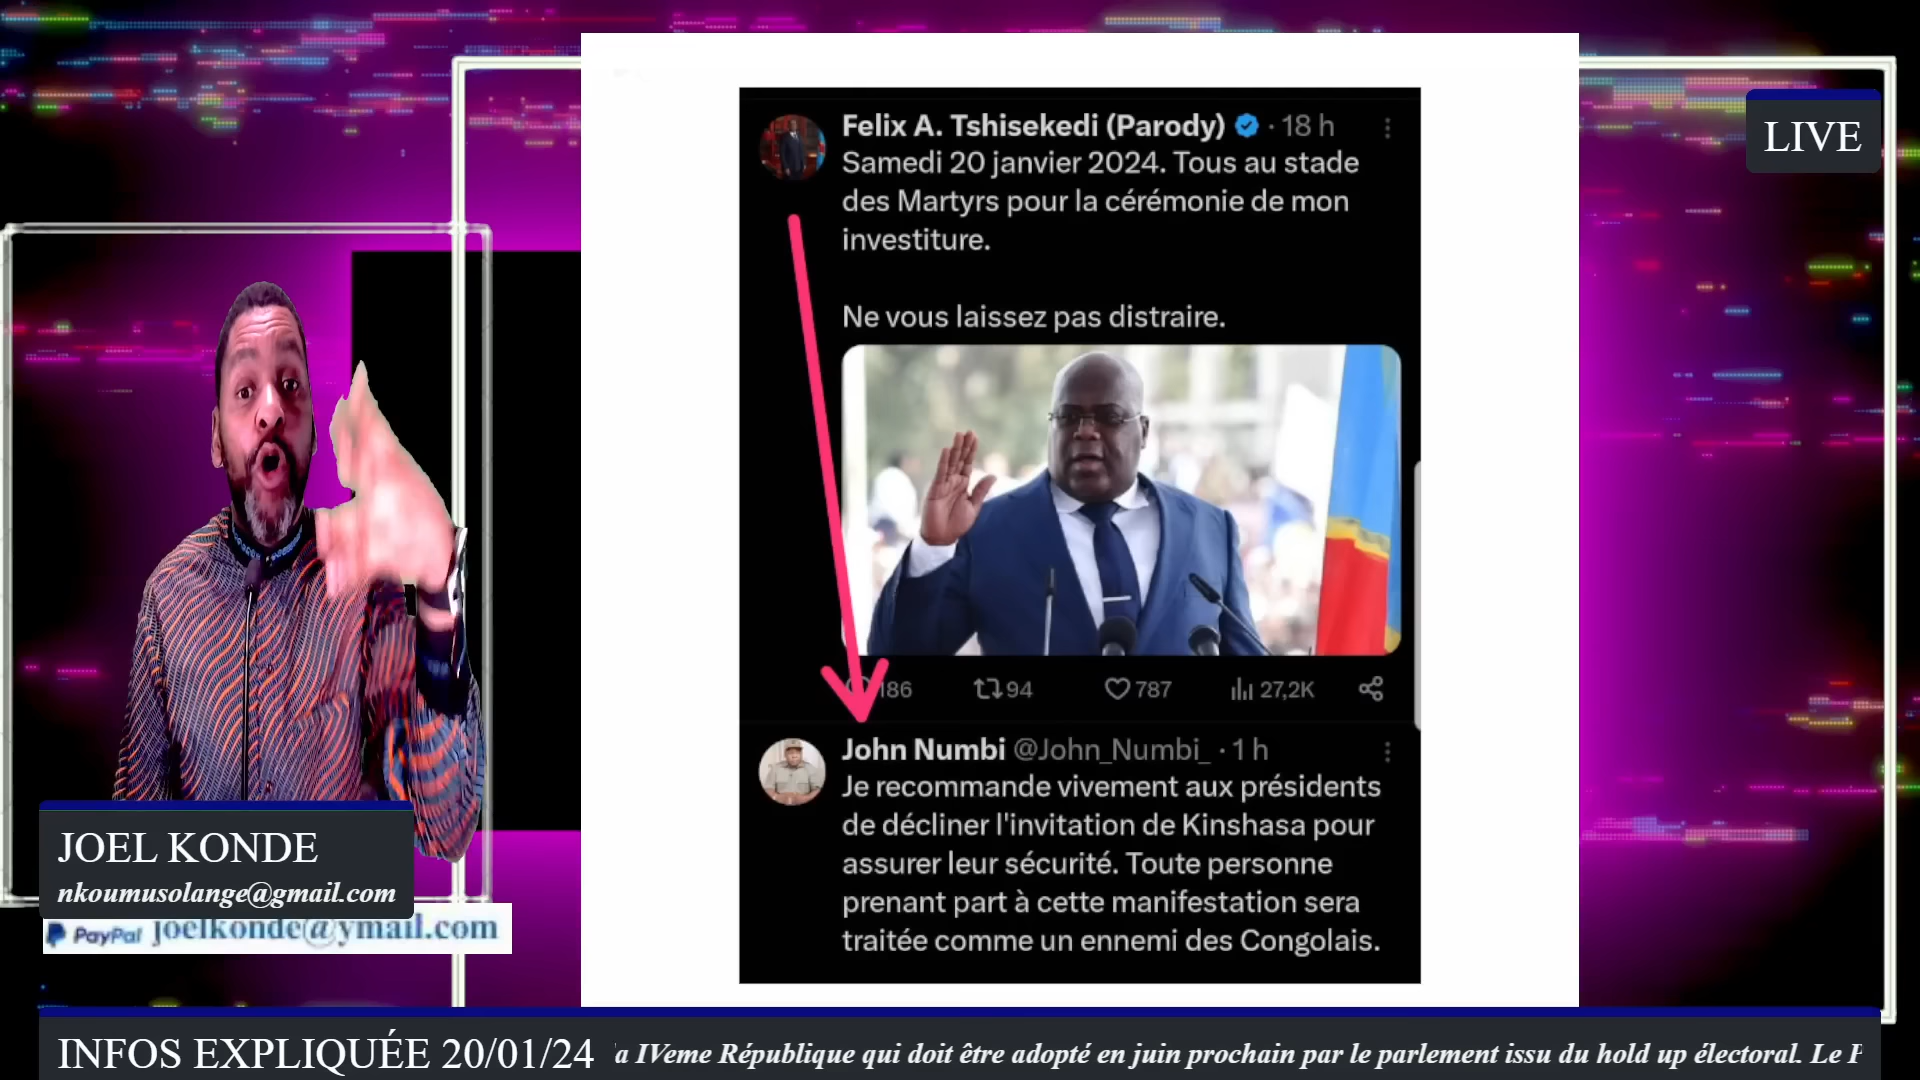 LIVE
Felix A. Tshisekedi (Parody) · 18 h
Samedi 20 janvier 2024. Tous au stade
des Martyrs pour la cérémonie de mon
investiture.
Ne vous laissez pas distraire.
186 94 787 27,2K
John Numbi @John_Numbi_ · 1 h
Je recommande vivement aux présidents
de décliner l'invitation de Kinshasa pour
assurer leur sécurité. Toute personne
prenant part à cette manifestation sera
traitée comme un ennemi des Congolais.
JOEL KONDE
nkoumusolange@gmail.com
PayPal joelkonde@ymail.com
INFOS EXPLIQUÉE 20/01/24
a IVeme République qui doit être adopté en juin prochain par le parlement issu du hold up électoral. Le